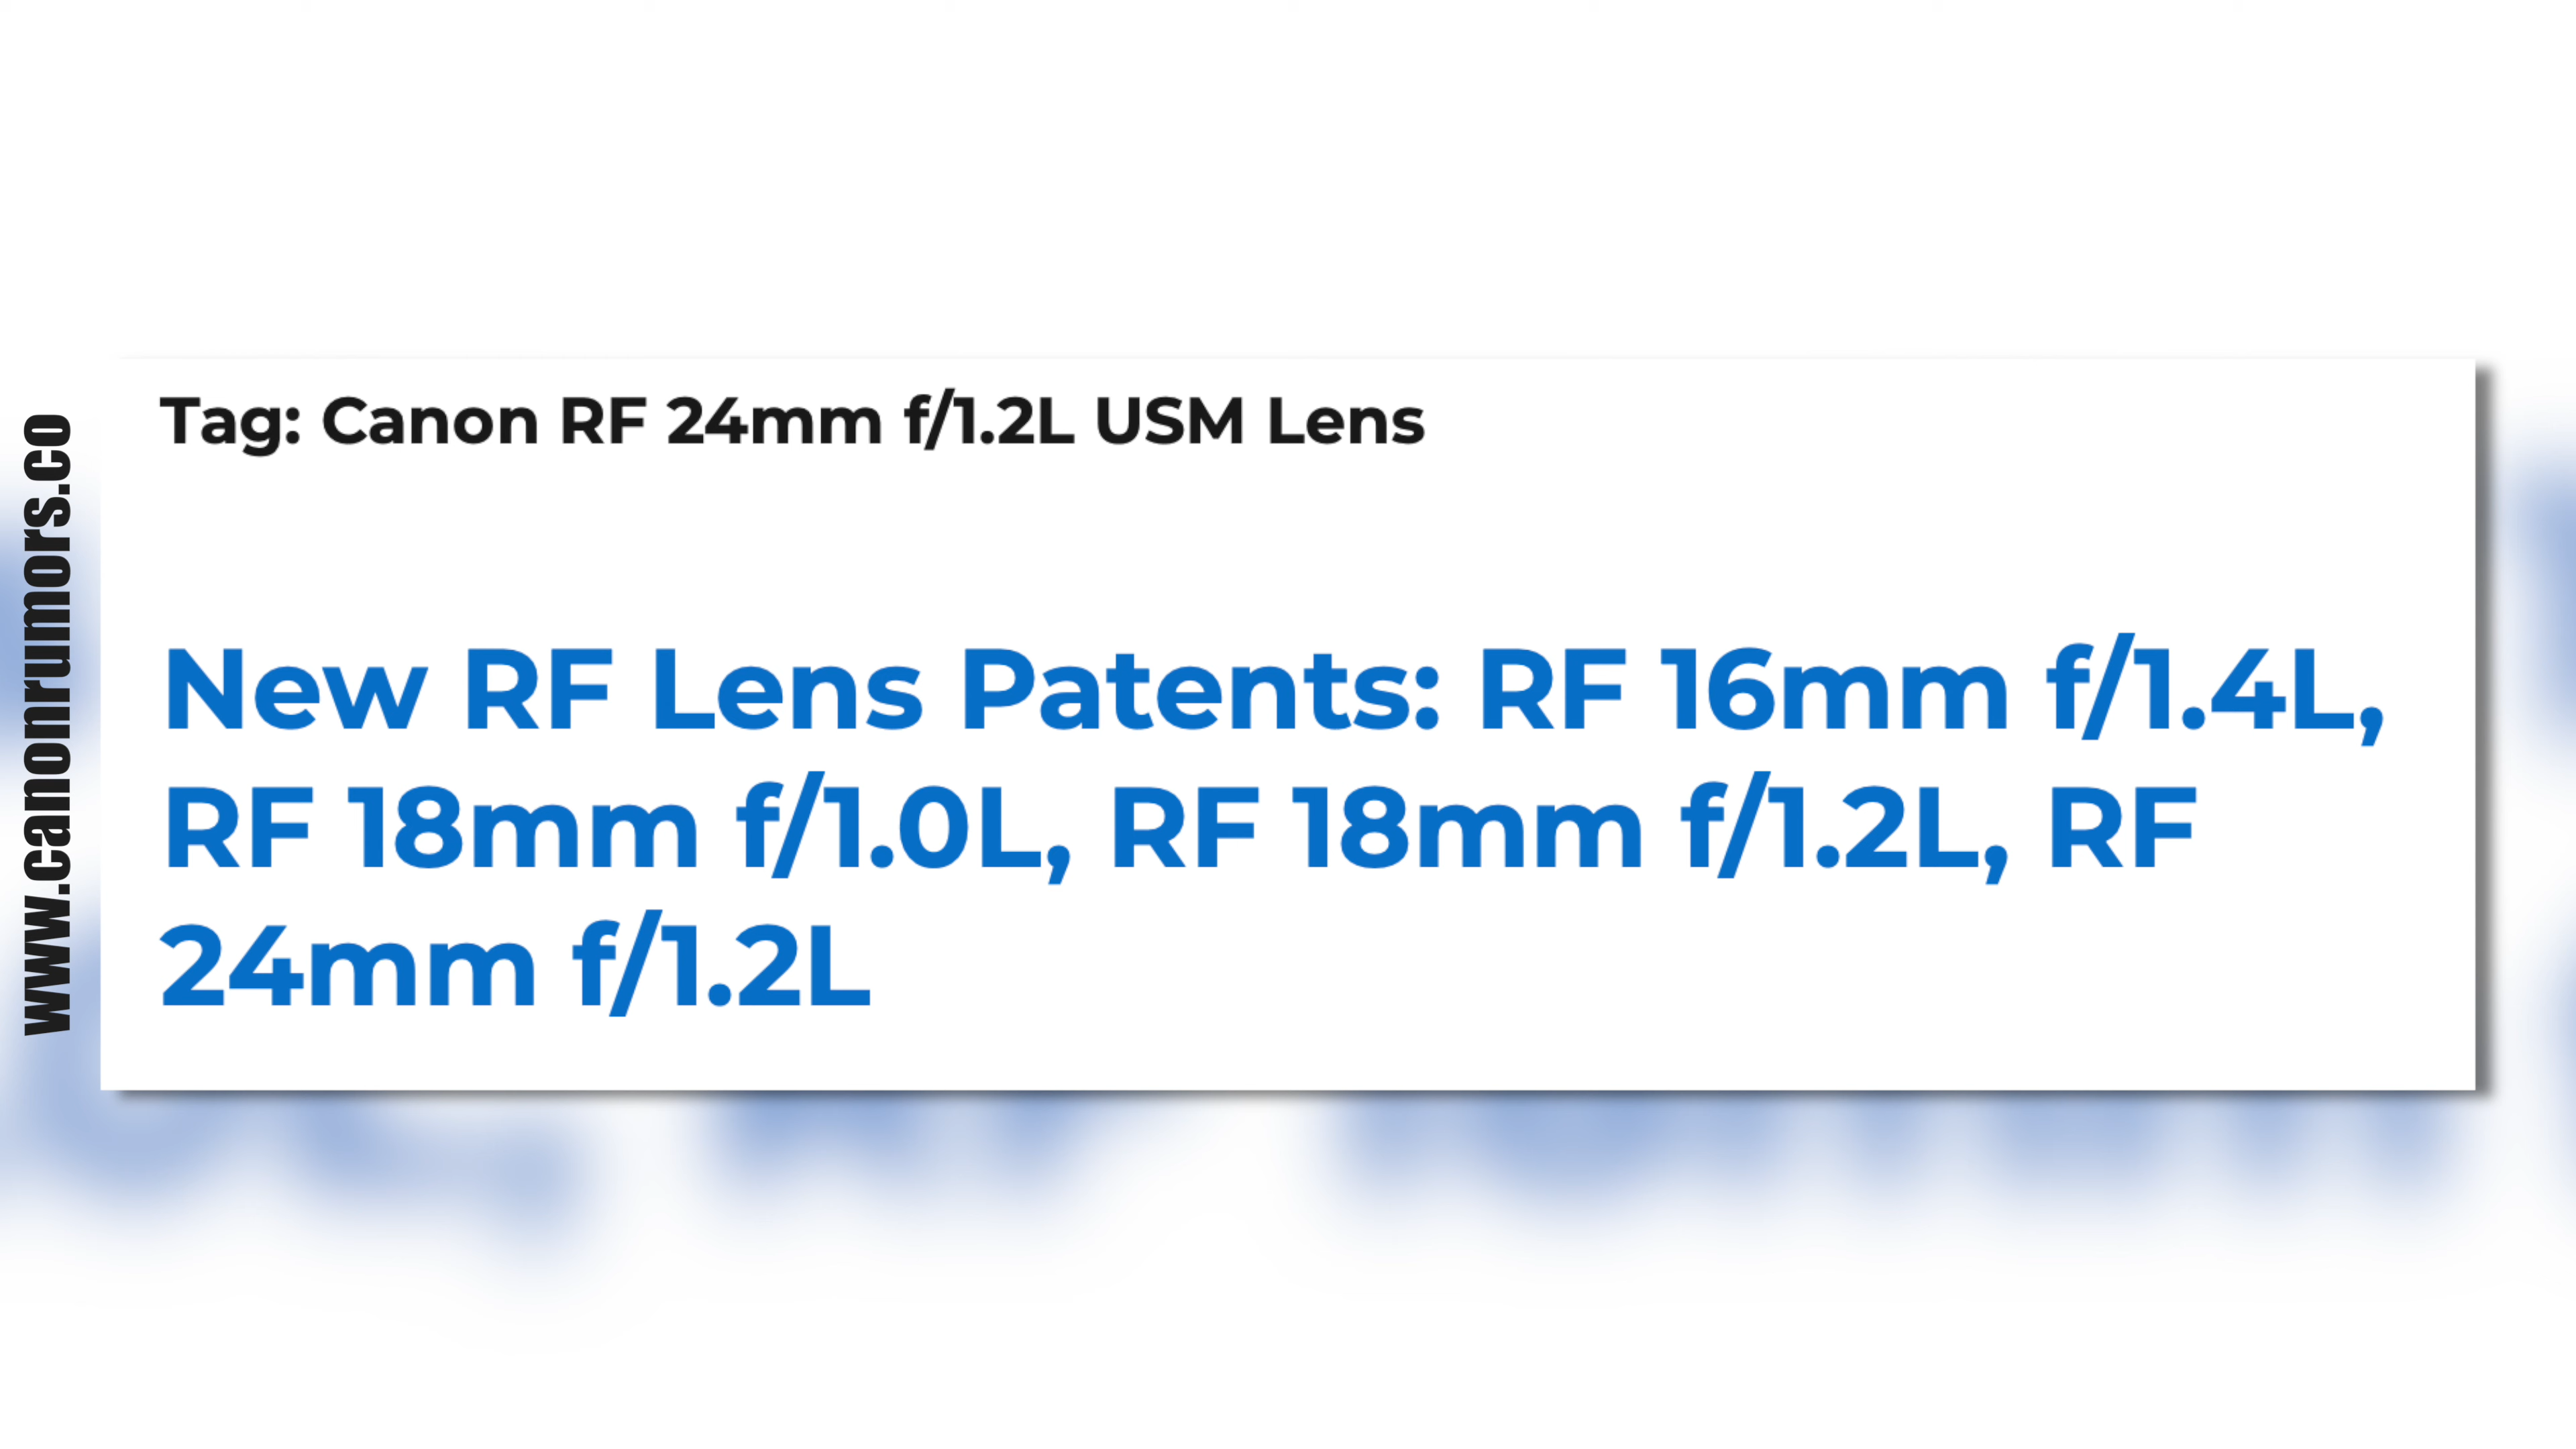 www.canonrumors.co
Tag: Canon RF 24mm f/1.2L USM Lens
New RF Lens Patents: RF 16mm f/1.4L,
RF 18mm f/1.0L, RF 18mm f/1.2L, RF
24mm f/1.2L